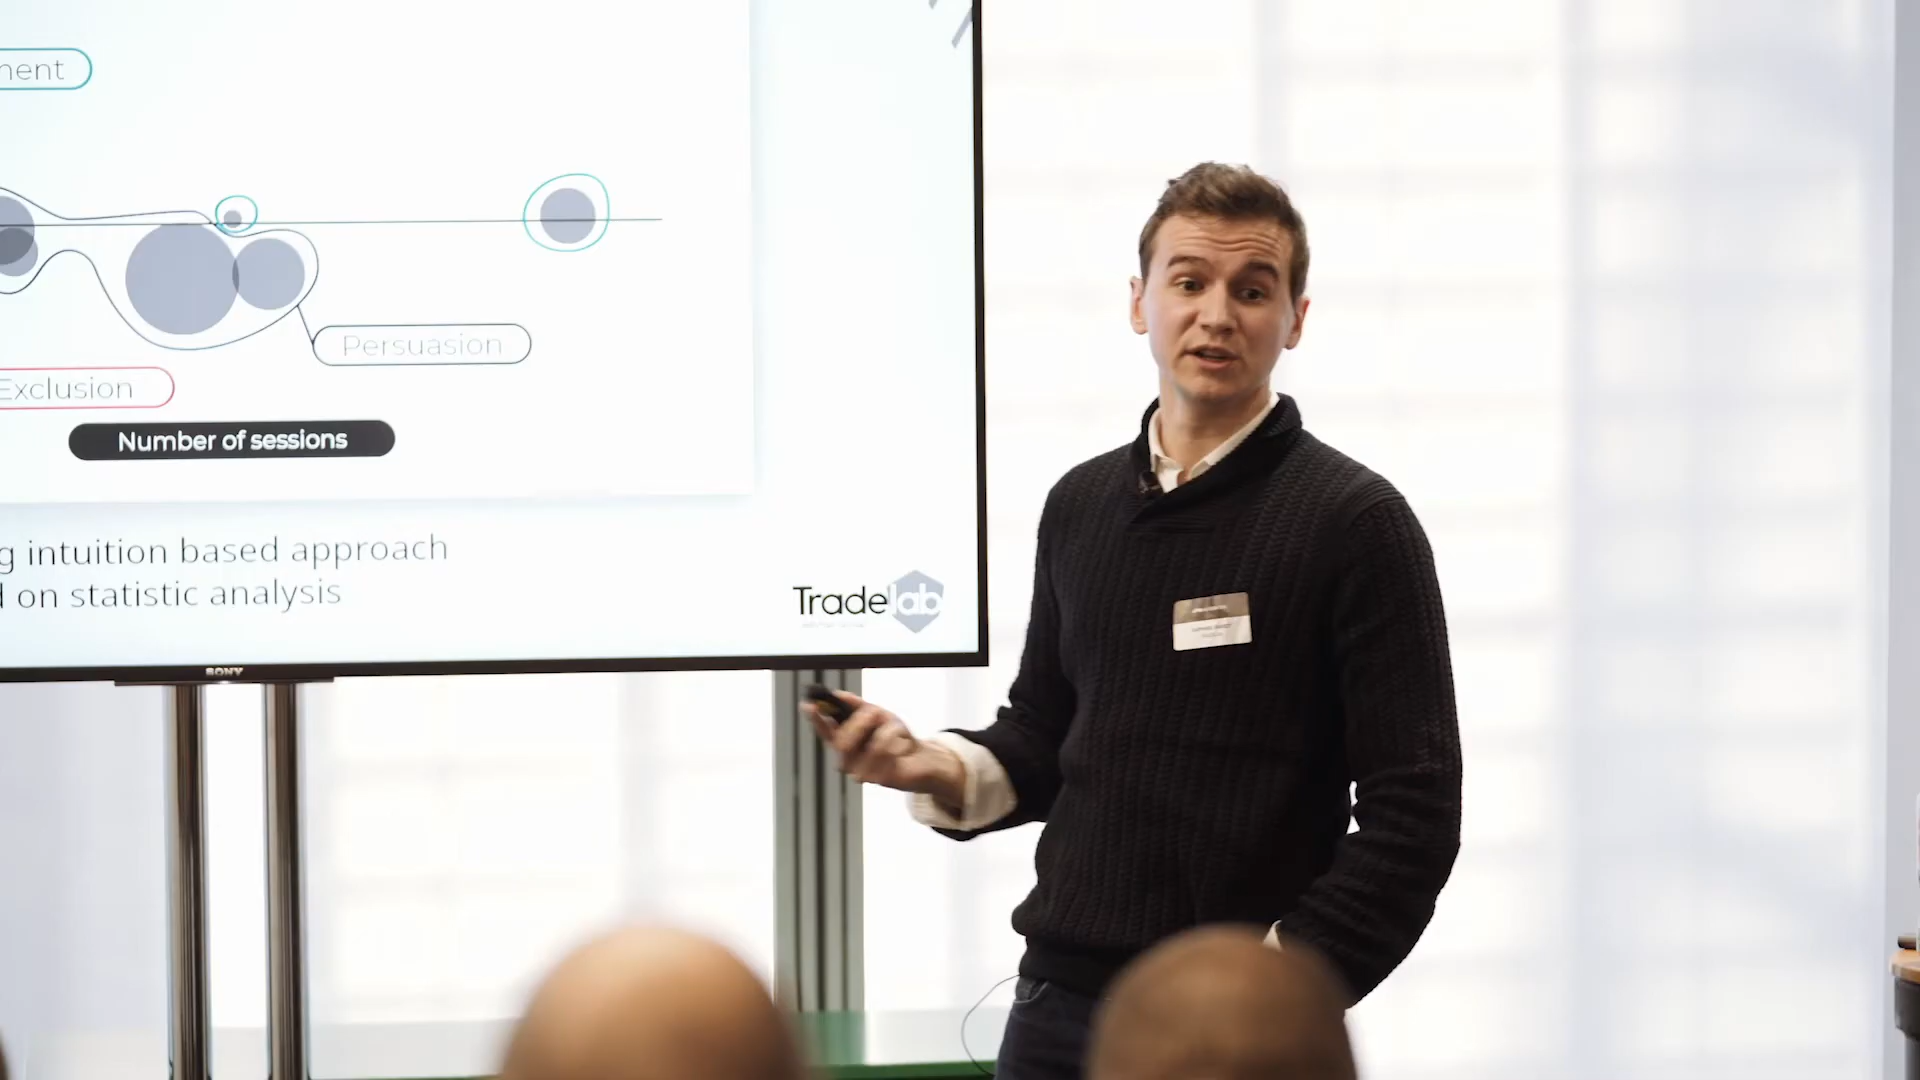 nent
Persuasion
Exclusion
Number of sessions
g intuition based approach
d on statistic analysis
Tradelab
SONY